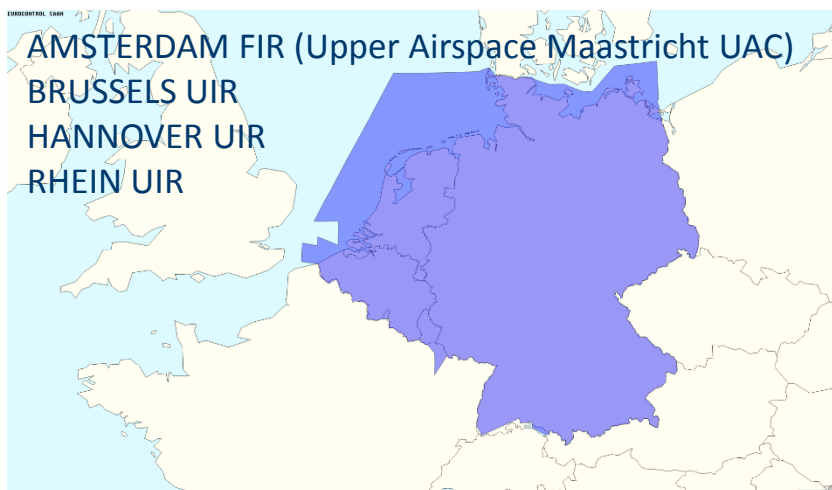 EUROCONTROL SAAM
AMSTERDAM FIR (Upper Airspace Maastricht UAC)
BRUSSELS UIR
HANNOVER UIR
RHEIN UIR